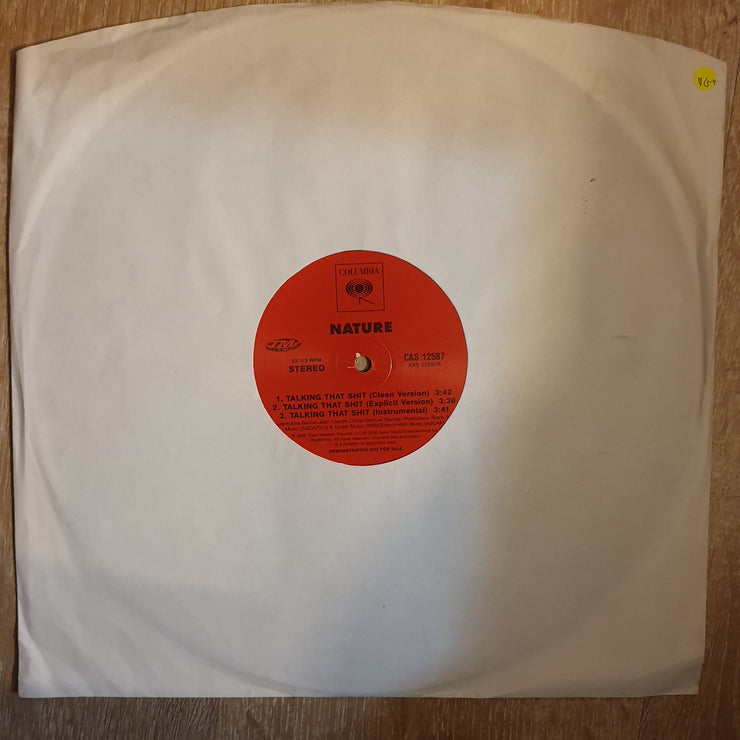 VG+
COLUMBIA
NATURE
33 1/3 RPM
STEREO
CAS 12587
1. TALKING THAT SHIT (Clean Version) 3:42
2. TALKING THAT SHIT (Explicit Version) 3:38
3. TALKING THAT SHIT (Instrumental) 3:41
DEMONSTRATION NOT FOR SALE